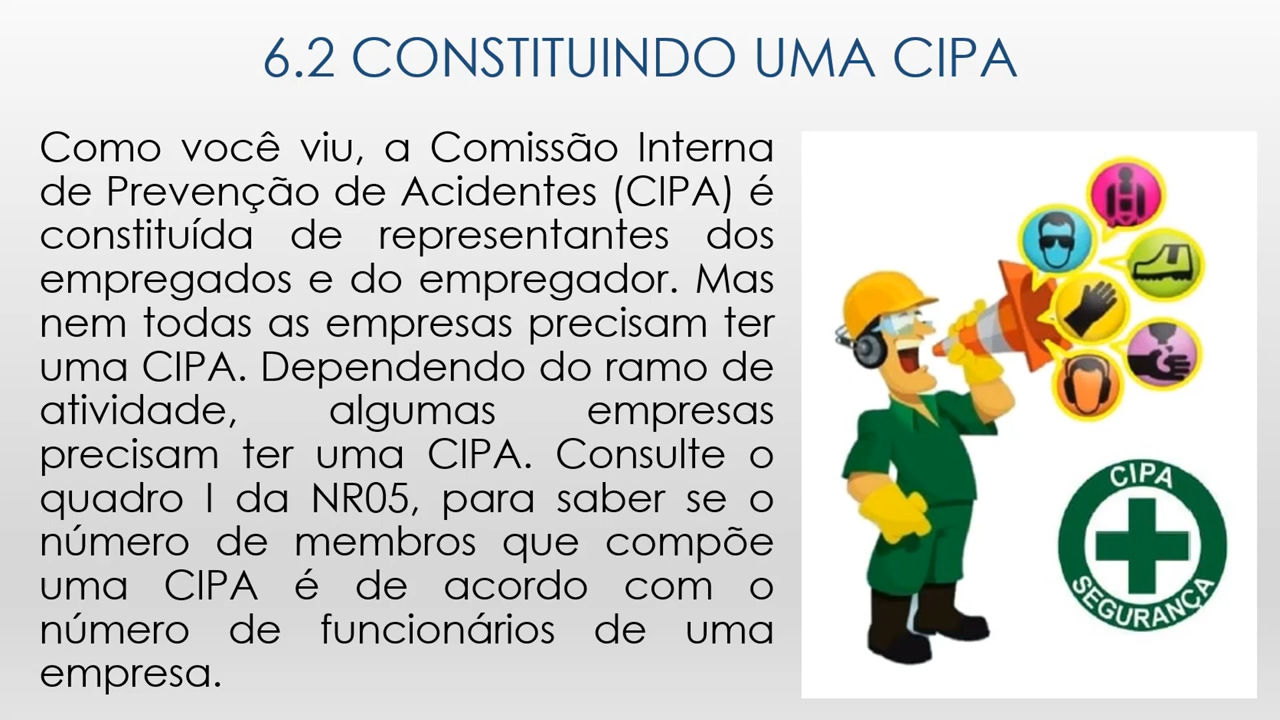 6.2 CONSTITUINDO UMA CIPA
Como você viu, a Comissão Interna
de Prevenção de Acidentes (CIPA) é
constituída de representantes dos
empregados e do empregador. Mas
nem todas as empresas precisam ter
uma CIPA. Dependendo do ramo de
atividade, algumas empresas
precisam ter uma CIPA. Consulte o
quadro I da NR05, para saber se o
número de membros que compõe
uma CIPA é de acordo com o
número de funcionários de uma
empresa.
CIPA
SEGURANÇA